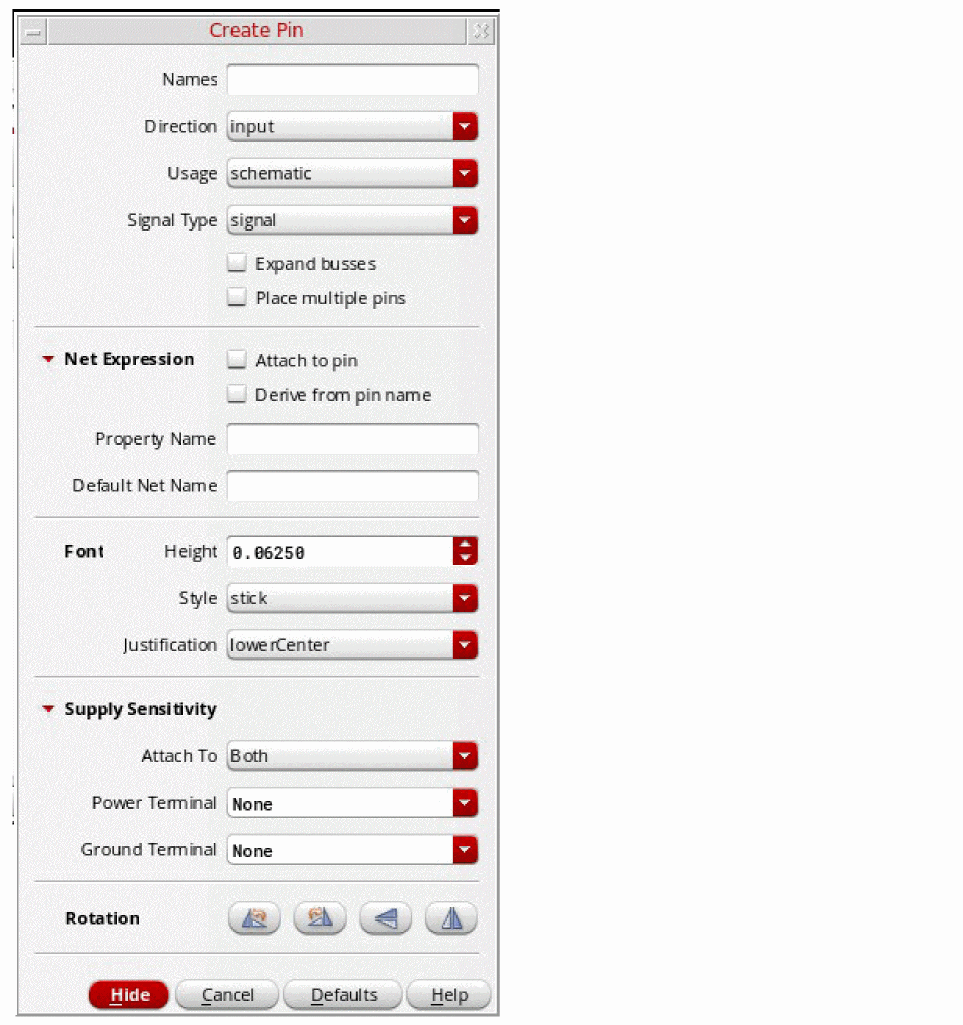 Create Pin
Names
Direction input
Usage schematic
Signal Type signal
Expand busses
Place multiple pins
Net Expression Attach to pin
Derive from pin name
Property Name
Default Net Name
Font Height 0.06250
Style stick
Justification lowerCenter
Supply Sensitivity
Attach To Both
Power Terminal None
Ground Terminal None
Rotation
Hide Cancel Defaults Help